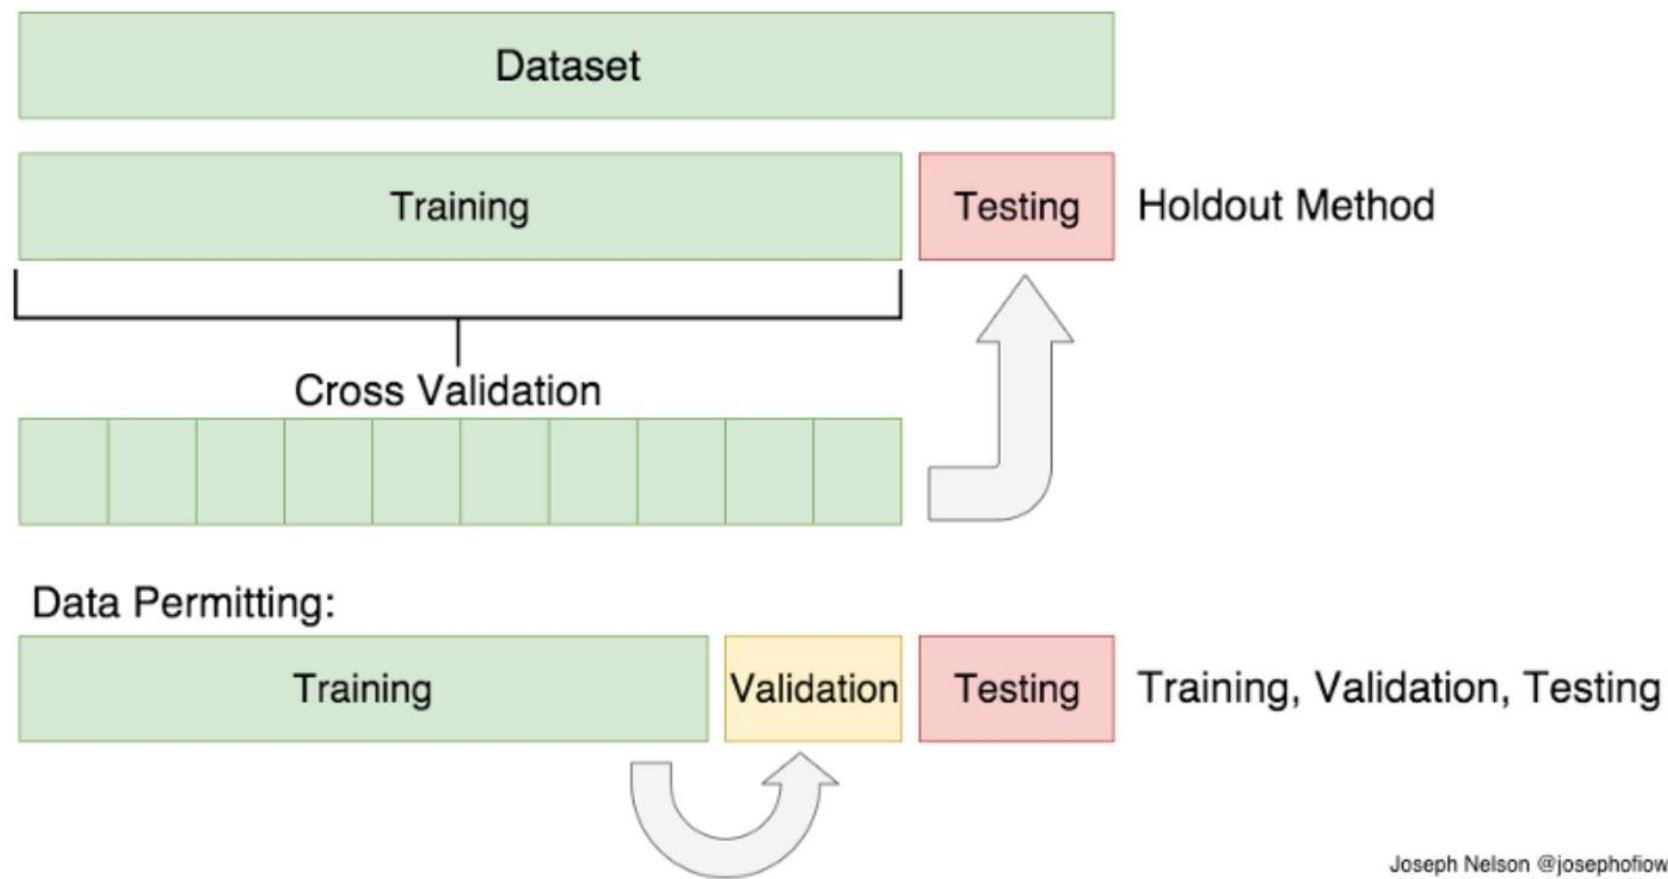 Dataset
Training Testing Holdout Method
Cross Validation
Data Permitting:
Training Validation Testing Training, Validation, Testing
Joseph Nelson @josephofiow